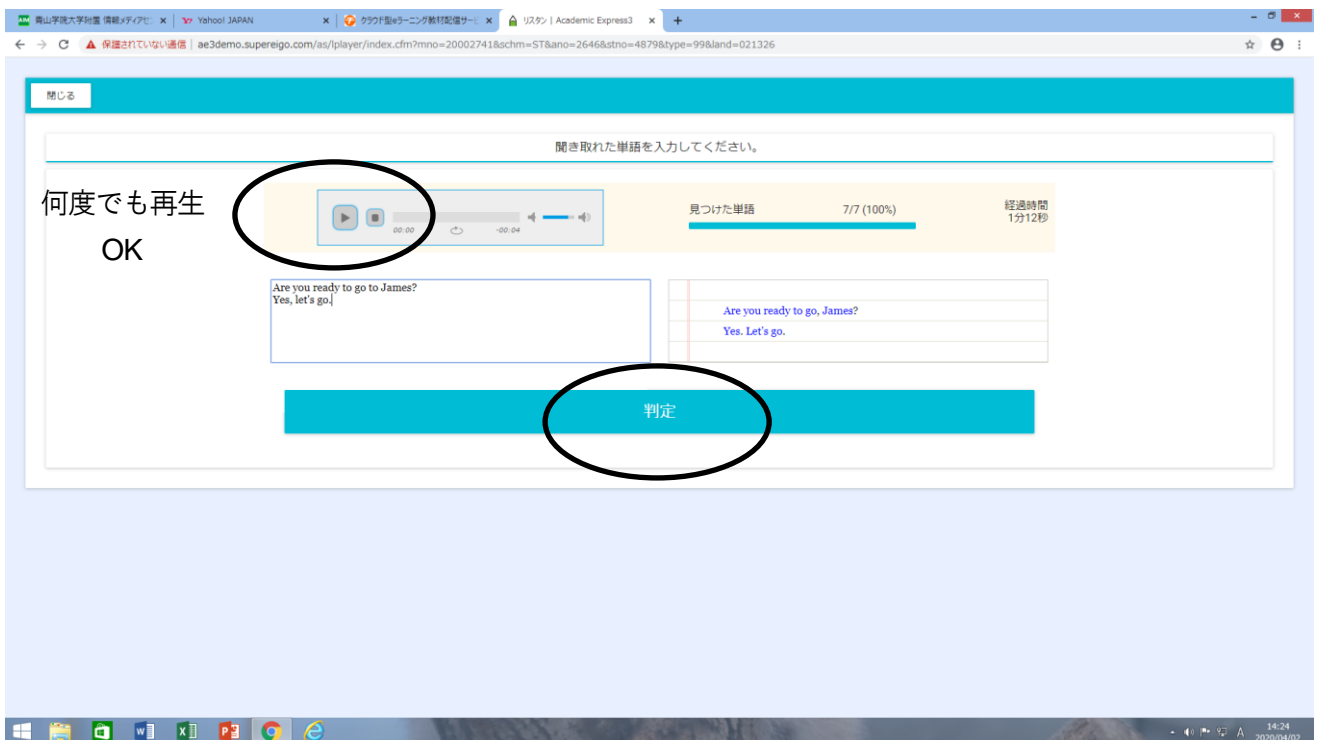 青山学院大学附置 情報メディアセン
Yahoo! JAPAN
クラウド型eラーニング教材配信サー
リスタン | Academic Express3
保護されていない通信 | ae3demo.supereigo.com/as/lplayer/index.cfm?mno=20002741&schm=ST&ano=2646&stno=4879&type=99&land=021326
閉じる
聞き取れた単語を入力してください。
何度でも再生
OK
00:00
-00:04
見つけた単語
7/7 (100%)
経過時間
1分12秒
Are you ready to go to James?
Yes, let's go.
Are you ready to go, James?
Yes. Let's go.
判定
A
14:24
2020/04/02